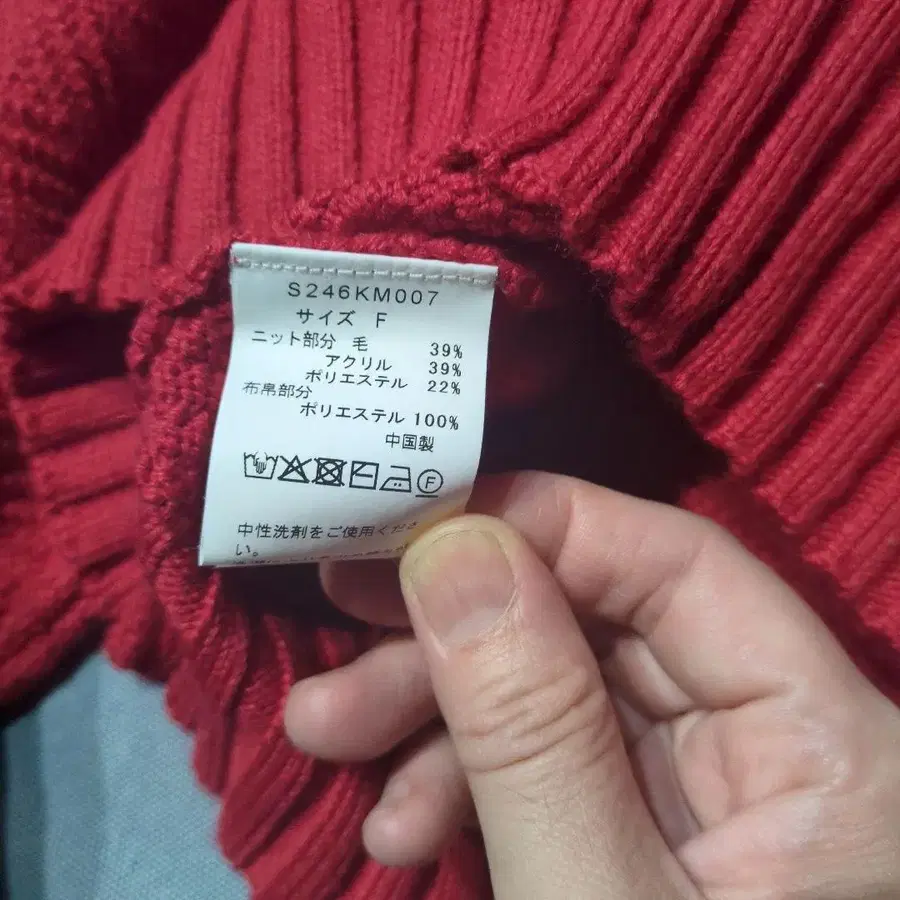 S246KM007
サイズ F
ニット部分 毛 39%
アクリル 39%
ポリエステル 22%
布帛部分
ポリエステル 100%
中国製
F
中性洗剤をご使用くださ
い。